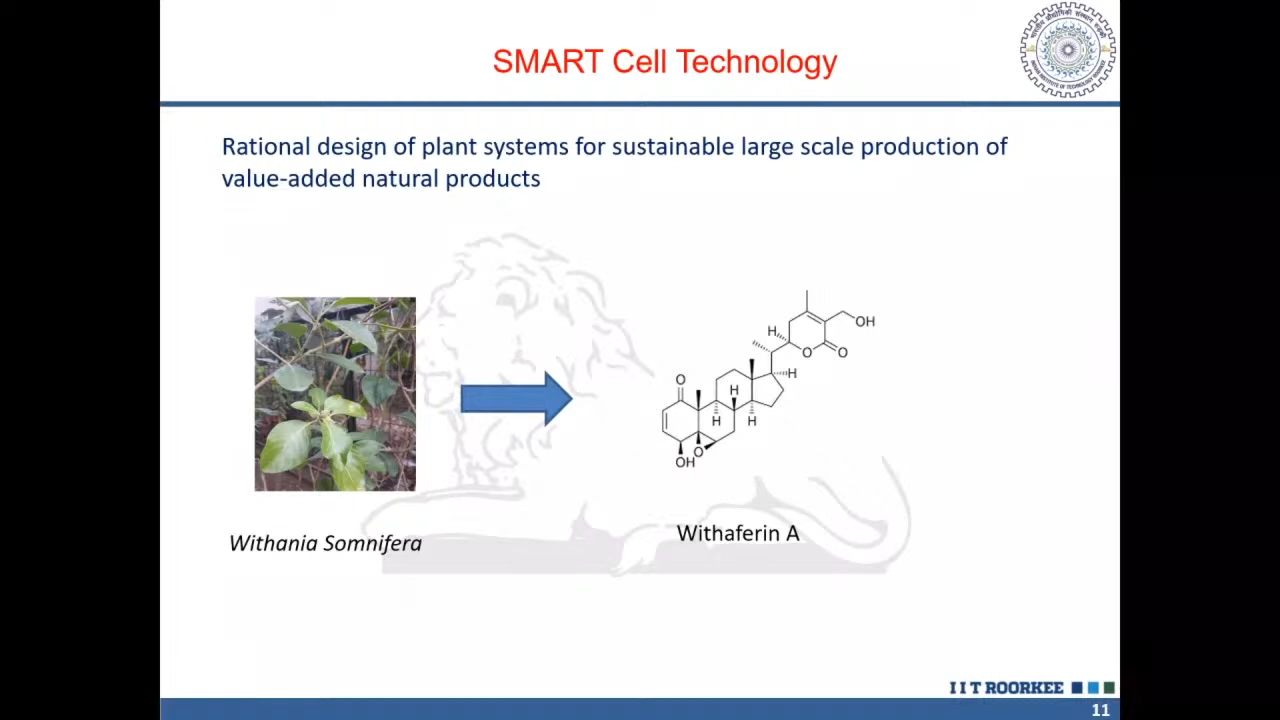 SMART Cell Technology
Rational design of plant systems for sustainable large scale production of
value-added natural products
H
OH
O
O
O
H
H
H
H
O
OH
Withania Somnifera
Withaferin A
I I T ROORKEE
11